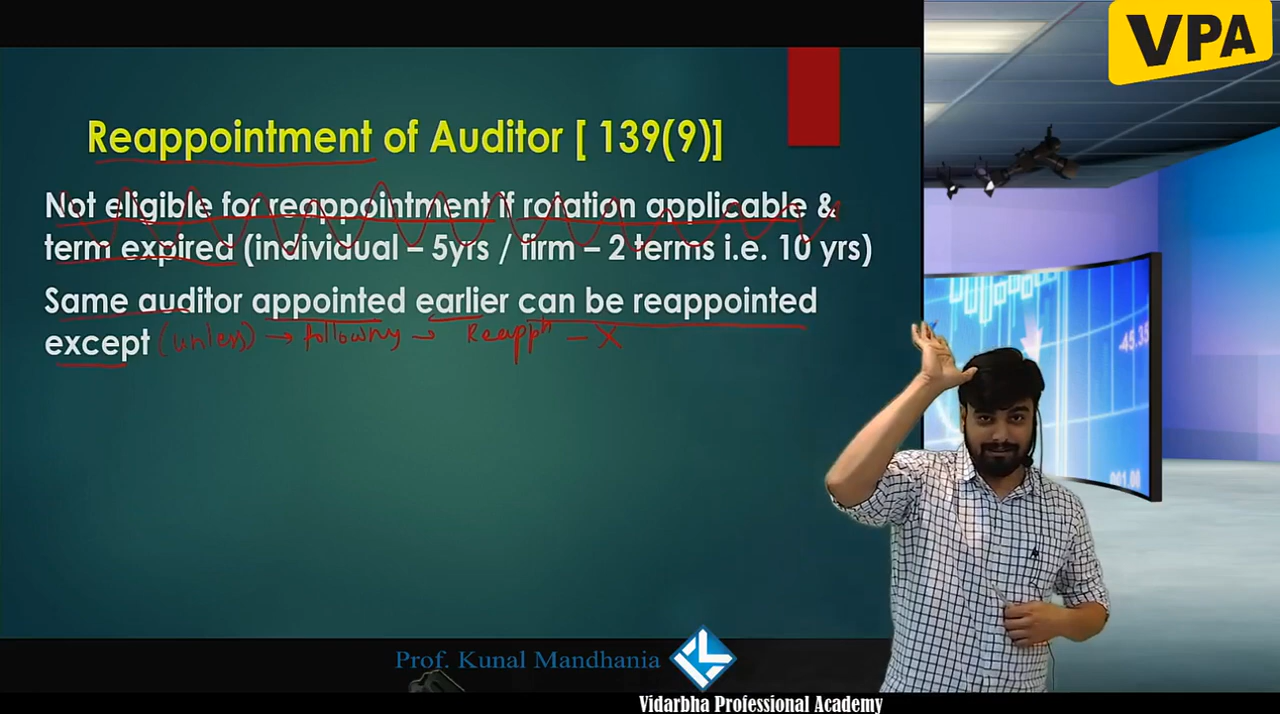 VPA
Reappointment of Auditor [ 139(9)]
Not eligible for reappointment if rotation applicable &
term expired (individual – 5yrs / firm – 2 terms i.e. 10 yrs)
Same auditor appointed earlier can be reappointed
except (unless) → following → Reapptt – X
-45.35
Prof. Kunal Mandhania
Vidarbha Professional Academy